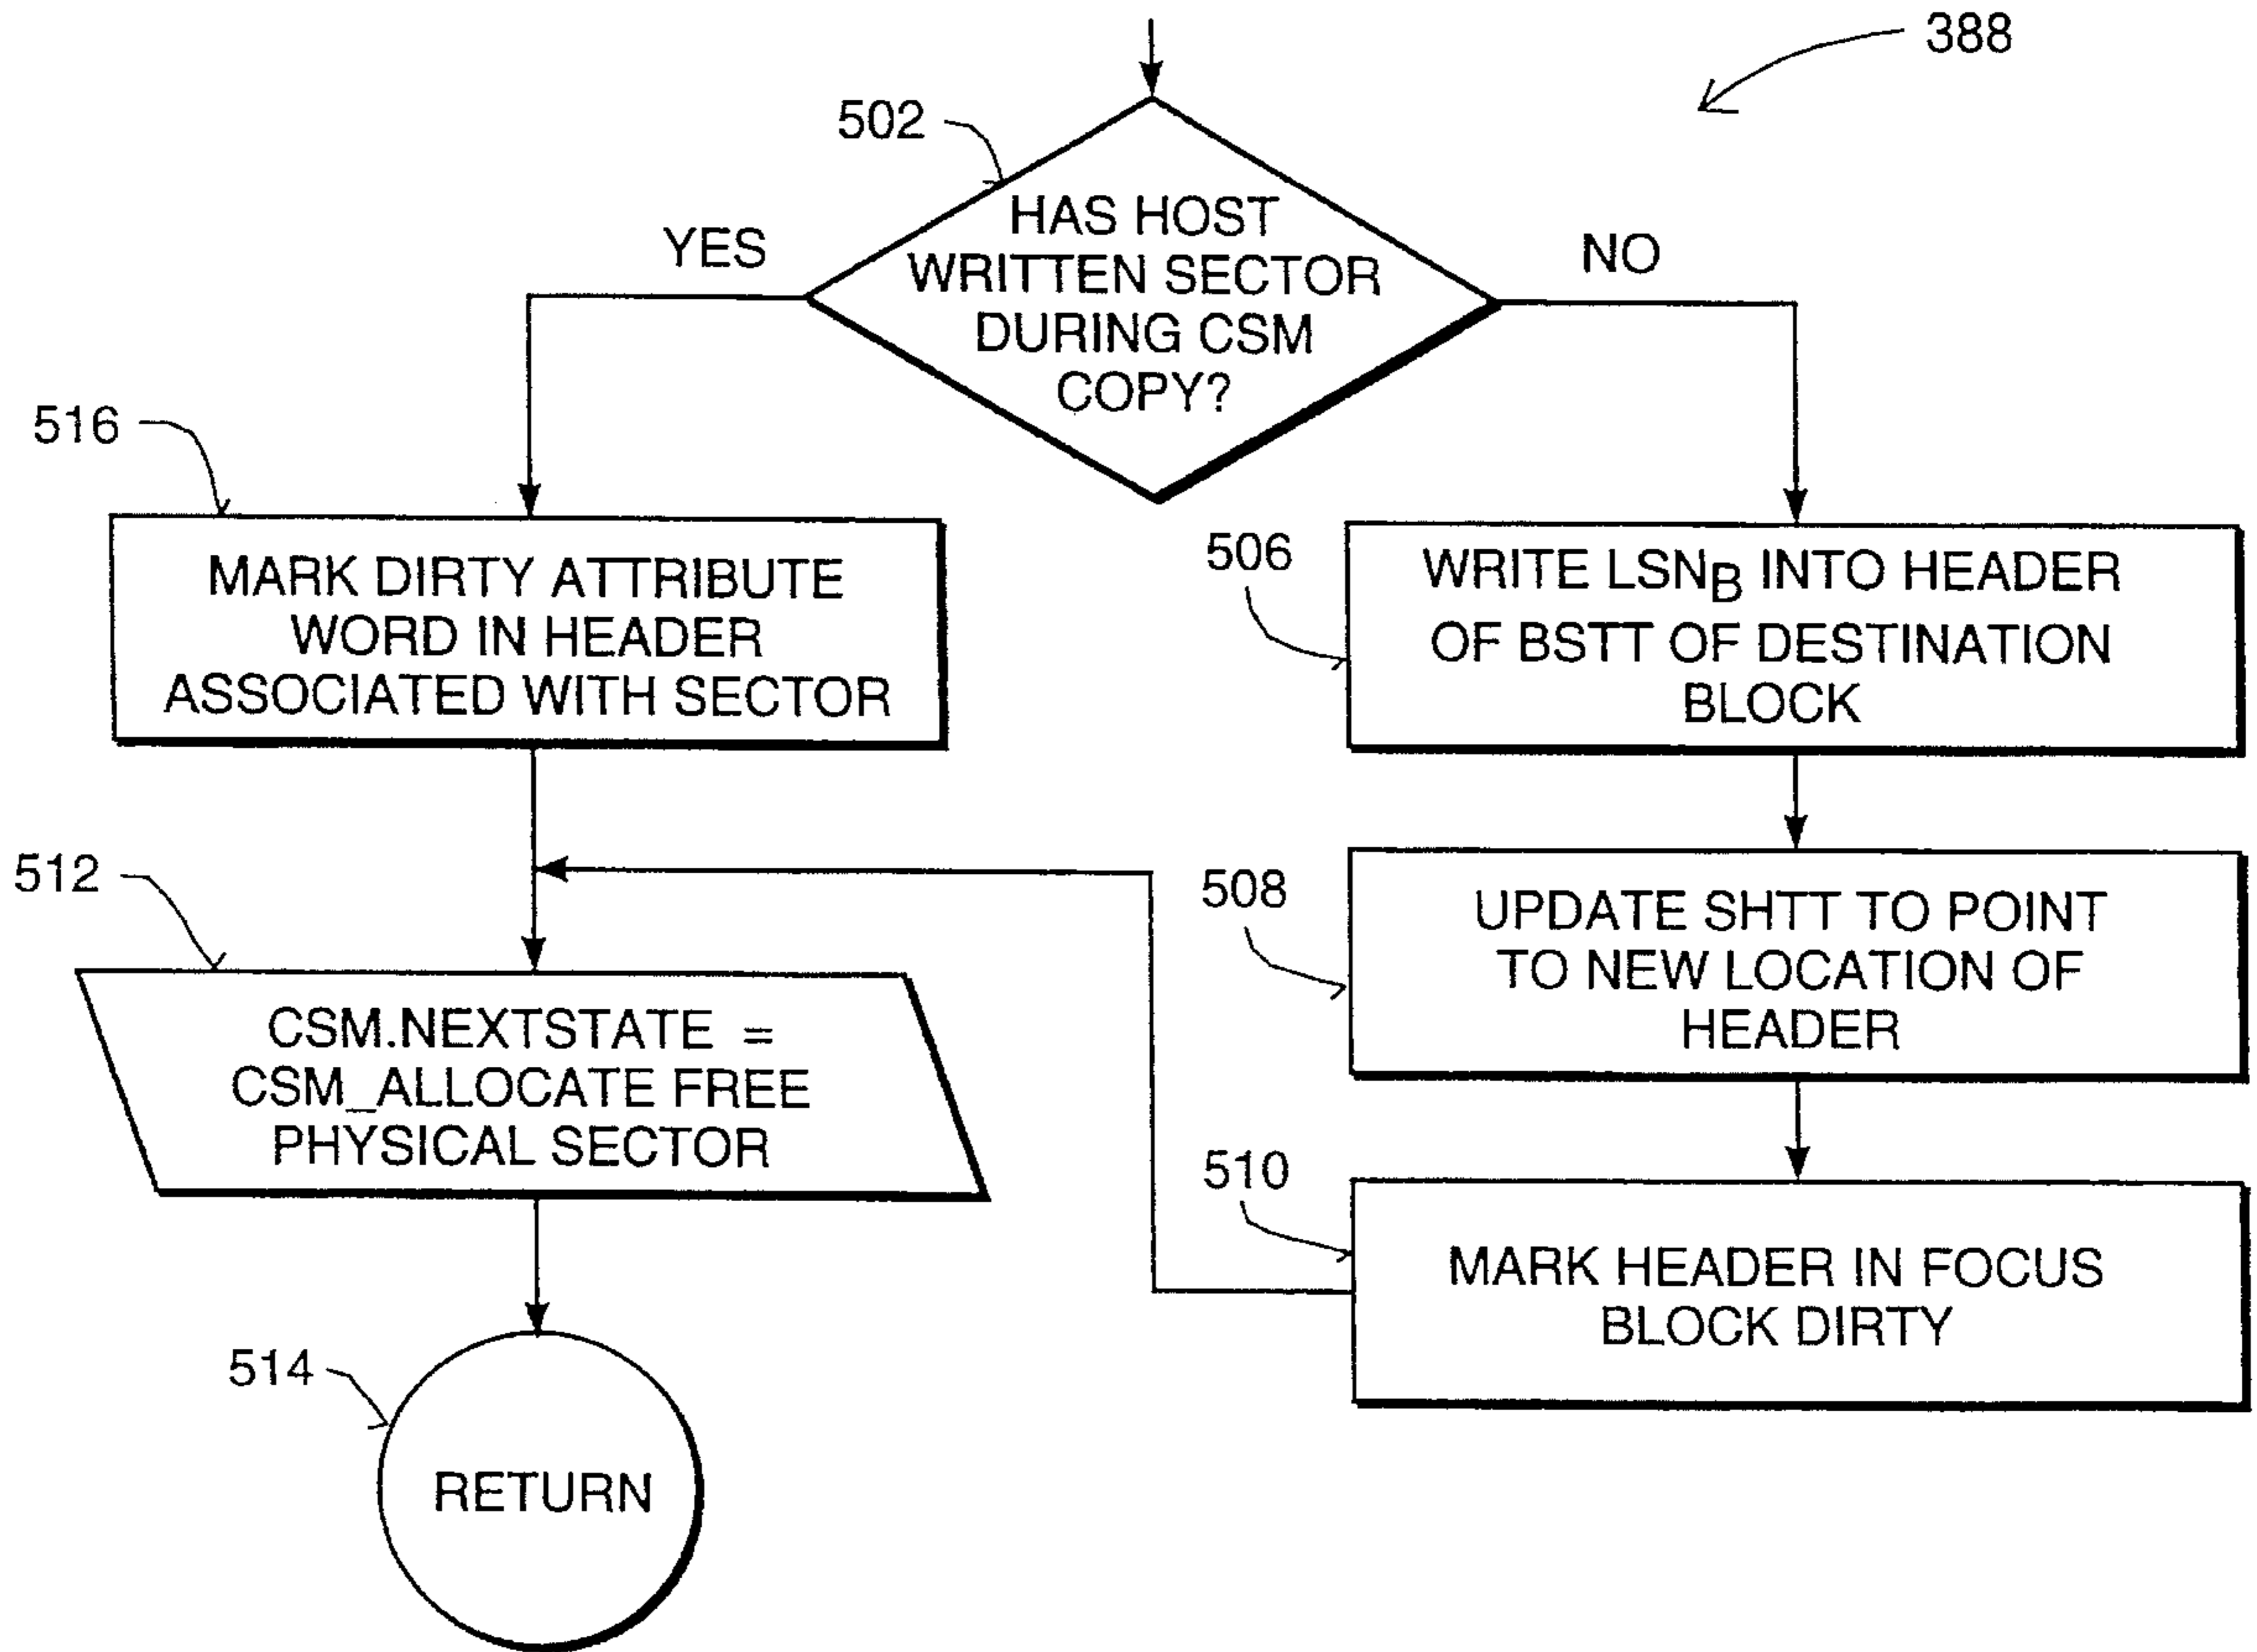 388
502
HAS HOST
WRITTEN SECTOR
DURING CSM
COPY?
YES
NO
516
MARK DIRTY ATTRIBUTE
WORD IN HEADER
ASSOCIATED WITH SECTOR
506
WRITE LSNB INTO HEADER
OF BSTT OF DESTINATION
BLOCK
512
CSM.NEXTSTATE =
CSM_ALLOCATE FREE
PHYSICAL SECTOR
508
UPDATE SHTT TO POINT
TO NEW LOCATION OF
HEADER
510
MARK HEADER IN FOCUS
BLOCK DIRTY
514
RETURN